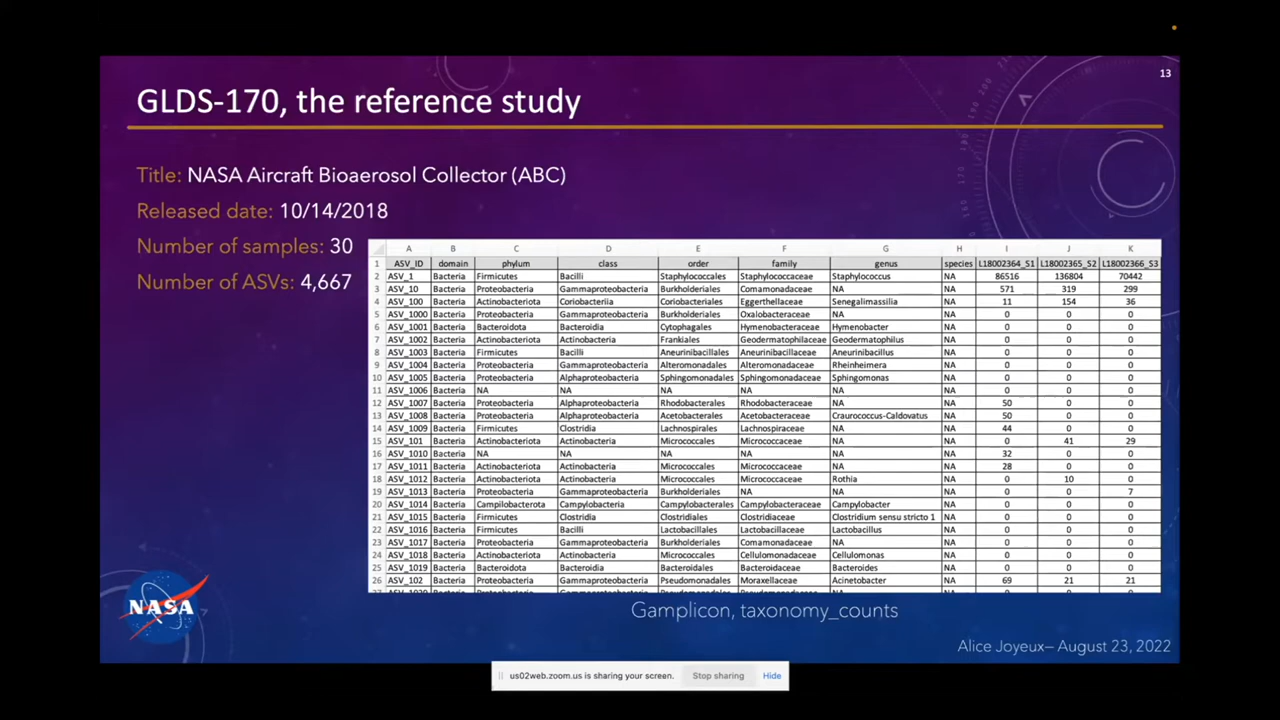 13
GLDS-170, the reference study
Title: NASA Aircraft Bioaerosol Collector (ABC)
Released date: 10/14/2018
Number of samples: 30
Number of ASVs: 4,667
A B C D E F G H I J K
1 ASV_ID domain phylum class order family genus species L18002364_S1 L18002365_S2 L18002366_S3
2 ASV_1 Bacteria Firmicutes Bacilli Staphylococcales Staphylococcaceae Staphylococcus NA 86516 136804 70442
3 ASV_10 Bacteria Proteobacteria Gammaproteobacteria Burkholderiales Comamonadaceae NA NA 571 319 299
4 ASV_100 Bacteria Actinobacteriota Coriobacteriia Coriobacteriales Eggerthellaceae Senegalimassilia NA 11 154 36
5 ASV_1000 Bacteria Proteobacteria Gammaproteobacteria Burkholderiales Oxalobacteraceae NA NA 0 0 0
6 ASV_1001 Bacteria Bacteroidota Bacteroidia Cytophagales Hymenobacteraceae Hymenobacter NA 0 0 0
7 ASV_1002 Bacteria Actinobacteriota Actinobacteria Frankiales Geodermatophilaceae Geodermatophilus NA 0 0 0
8 ASV_1003 Bacteria Firmicutes Bacilli Aneurinibacillales Aneurinibacillaceae Aneurinibacillus NA 0 0 0
9 ASV_1004 Bacteria Proteobacteria Gammaproteobacteria Alteromonadales Alteromonadaceae Rheinheimera NA 0 0 0
10 ASV_1005 Bacteria Proteobacteria Alphaproteobacteria Sphingomonadales Sphingomonadaceae Sphingomonas NA 0 0 0
11 ASV_1006 Bacteria NA NA NA NA NA NA 0 0 0
12 ASV_1007 Bacteria Proteobacteria Alphaproteobacteria Rhodobacterales Rhodobacteraceae NA NA 50 0 0
13 ASV_1008 Bacteria Proteobacteria Alphaproteobacteria Acetobacterales Acetobacteraceae Craurococcus-Caldovatus NA 50 0 0
14 ASV_1009 Bacteria Firmicutes Clostridia Lachnospirales Lachnospiraceae NA NA 44 0 0
15 ASV_101 Bacteria Actinobacteriota Actinobacteria Micrococcales Micrococcaceae NA NA 0 41 29
16 ASV_1010 Bacteria NA NA NA NA NA NA 32 0 0
17 ASV_1011 Bacteria Actinobacteriota Actinobacteria Micrococcales Micrococcaceae NA NA 28 0 0
18 ASV_1012 Bacteria Actinobacteriota Actinobacteria Micrococcales Micrococcaceae Rothia NA 0 10 0
19 ASV_1013 Bacteria Proteobacteria Gammaproteobacteria Burkholderiales NA NA NA 0 0 7
20 ASV_1014 Bacteria Campilobacterota Campylobacteria Campylobacterales Campylobacteraceae Campylobacter NA 0 0 0
21 ASV_1015 Bacteria Firmicutes Clostridia Clostridiales Clostridiaceae Clostridium sensu stricto 1 NA 0 0 0
22 ASV_1016 Bacteria Firmicutes Bacilli Lactobacillales Lactobacillaceae Lactobacillus NA 0 0 0
23 ASV_1017 Bacteria Proteobacteria Gammaproteobacteria Burkholderiales Comamonadaceae NA NA 0 0 0
24 ASV_1018 Bacteria Actinobacteriota Actinobacteria Micrococcales Cellulomonadaceae Cellulomonas NA 0 0 0
25 ASV_1019 Bacteria Bacteroidota Bacteroidia Bacteroidales Bacteroidaceae Bacteroides NA 0 0 0
26 ASV_102 Bacteria Proteobacteria Gammaproteobacteria Pseudomonadales Moraxellaceae Acinetobacter NA 69 21 21
Gamplicon, taxonomy_counts
NASA
Alice Joyeux– August 23, 2022
us02web.zoom.us is sharing your screen. Stop sharing Hide